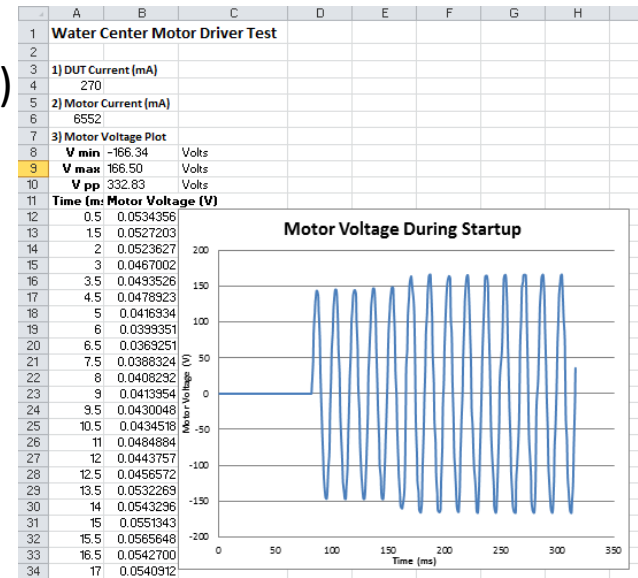 A B C D E F G H
1 Water Center Motor Driver Test
2
3 1) DUT Current (mA)
)
4 270
5 2) Motor Current (mA)
6 6552
7 3) Motor Voltage Plot
8 V min -166.34 Volts
9 V max 166.50 Volts
10 V pp 332.83 Volts
11 Time (ms Motor Voltage (V)
12 0.5 0.0534356
13 1.5 0.0527203
14 2 0.0523627
15 3 0.0467002
16 3.5 0.0493526
17 4.5 0.0478923
18 5 0.0416934
19 6 0.0399351
20 6.5 0.0369251
21 7.5 0.0388324
22 8 0.0408292
23 9 0.0413954
24 9.5 0.0430048
25 10.5 0.0434518
26 11 0.0484884
27 12 0.0443757
28 12.5 0.0456572
29 13.5 0.0532269
30 14 0.0543296
31 15 0.0551343
32 15.5 0.0565648
33 16.5 0.0542700
34 17 0.0540912
Motor Voltage During Startup
Motor Voltage (V)
200
150
100
50
0
-50
-100
-150
-200
0 50 100 150 200 250 300 350
Time (ms)